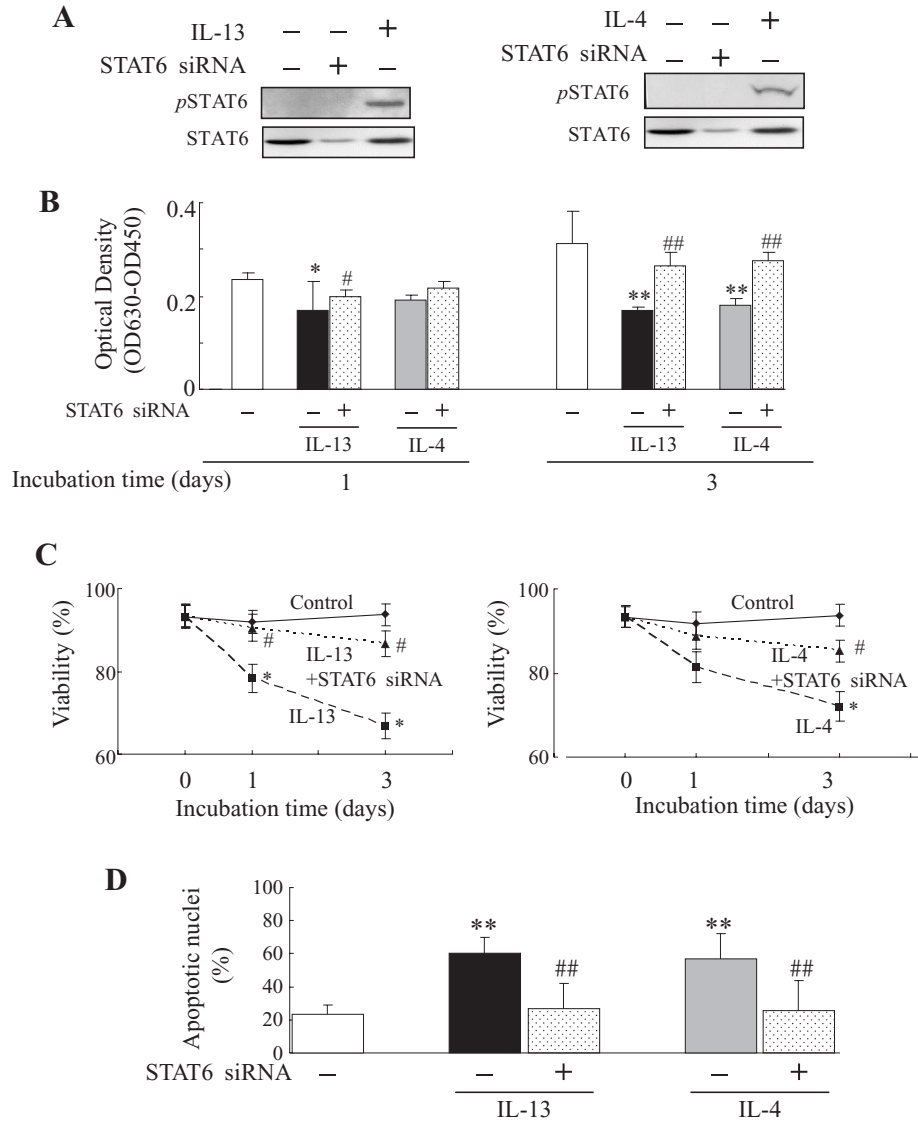 A
IL-13 – – +
STAT6 siRNA – + –
pSTAT6
STAT6
IL-4 – – +
STAT6 siRNA – + –
pSTAT6
STAT6
B
Optical Density
(OD630-OD450)
0.4
0.2
0
* # ** ## ** ##
STAT6 siRNA – – + – + – – + – +
IL-13 IL-4 IL-13 IL-4
Incubation time (days) 1 3
C
Viability (%)
100
80
60
Control
#
#
IL-13
+STAT6 siRNA
*
IL-13
*
0 1 3
Incubation time (days)
Viability (%)
100
80
60
Control
#
IL-4
+STAT6 siRNA
*
IL-4
0 1 3
Incubation time (days)
D
Apoptotic nuclei
(%)
100
80
60
40
20
0
** ## ** ##
STAT6 siRNA – – + – +
IL-13 IL-4